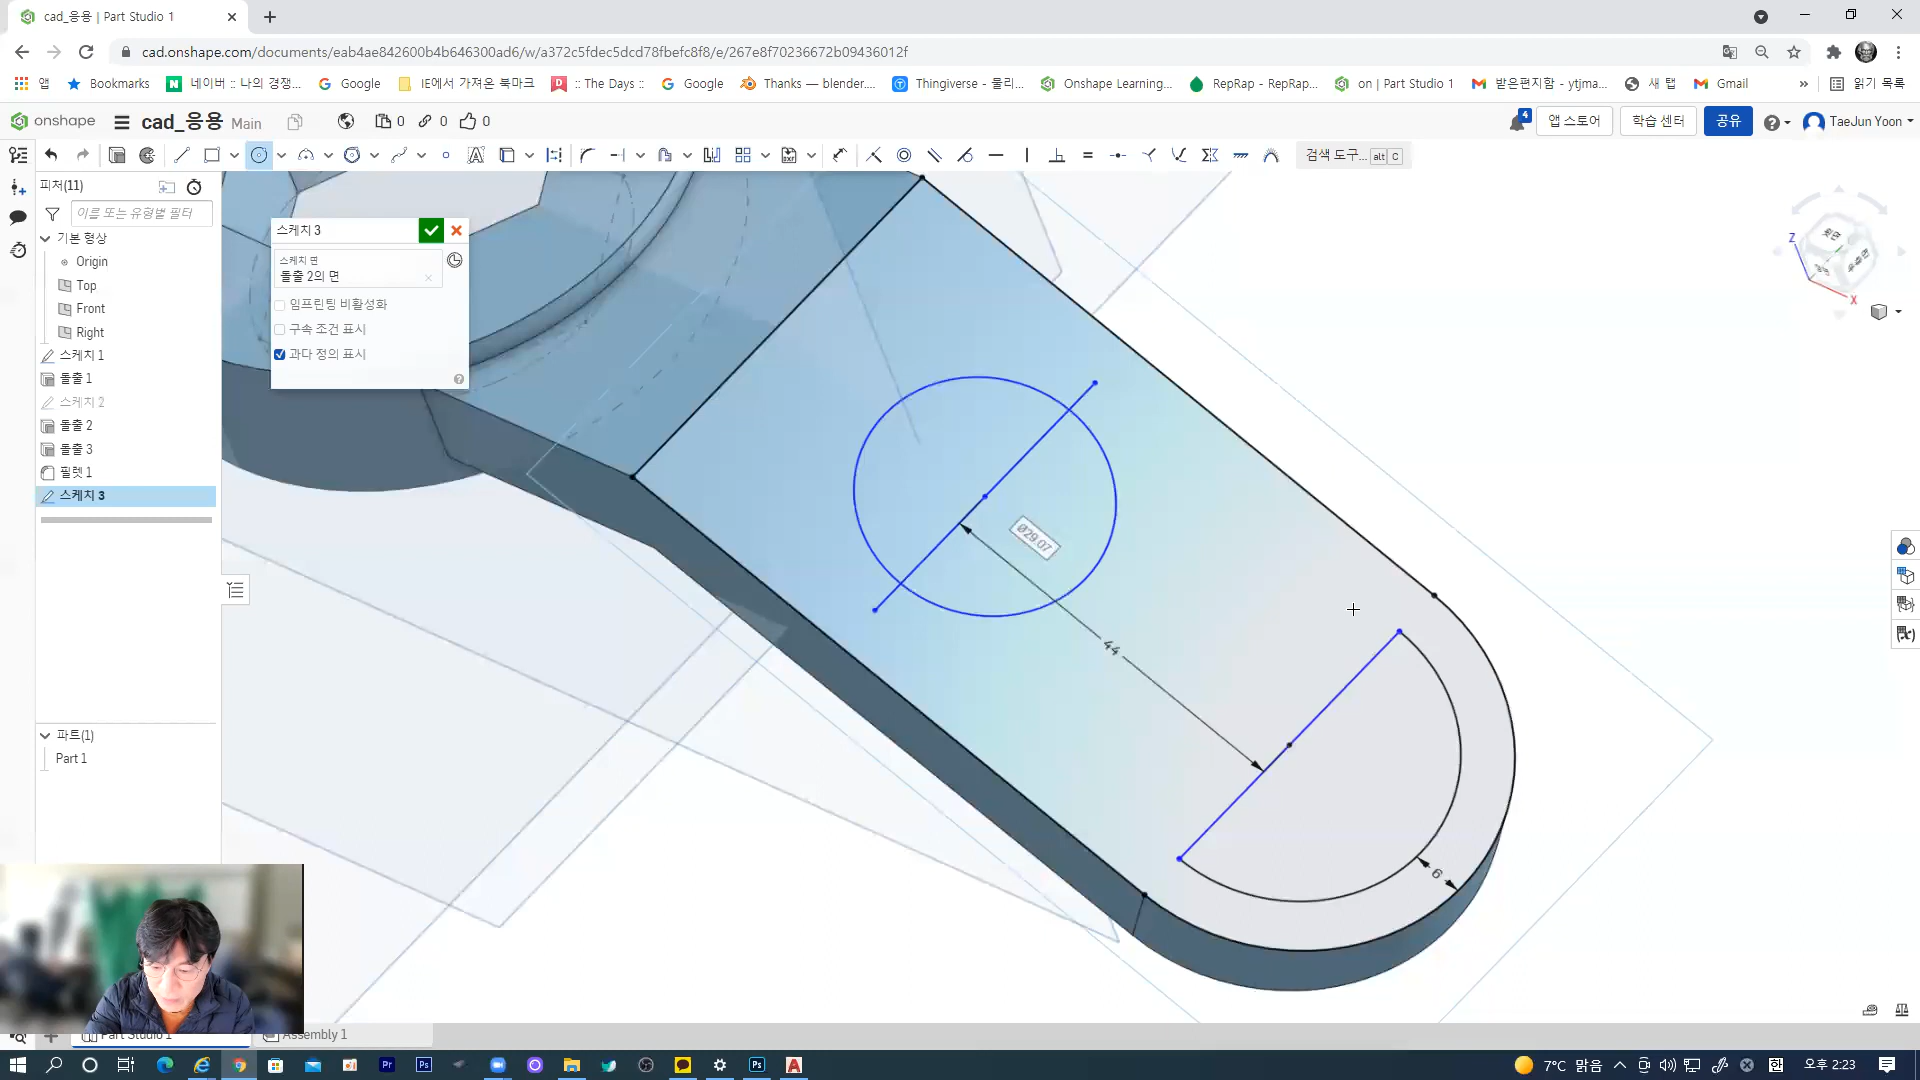 cad_응용 | Part Studio 1
cad.onshape.com/documents/eab4ae842600b4b646300ad6/w/a372c5fdec5dcd78fbefc8f8/e/267e8f70236672b09436012f
앱
Bookmarks
네이버 :: 나의 경쟁...
Google
IE에서 가져온 북마크
:: The Days ::
Google
Thanks — blender....
Thingiverse - 물리...
Onshape Learning...
RepRap - RepRap...
on | Part Studio 1
받은편지함 - ytjma...
새 탭
Gmail
»
읽기 목록
onshape
cad_응용 Main
0
0
0
4
앱 스토어
학습 센터
공유
TaeJun Yoon
검색 도구... alt C
피처(11)
이름 또는 유형별 필터
기본 형상
Origin
Top
Front
Right
스케치 1
돌출 1
스케치 2
돌출 2
돌출 3
필렛 1
스케치 3
파트(1)
Part 1
스케치 3
스케치 면
돌출 2의 면
임프린팅 비활성화
구속 조건 표시
과다 정의 표시
Ø29.07
44
6
Z
X
Part Studio 1
Assembly 1
7°C 맑음
한
오후 2:23